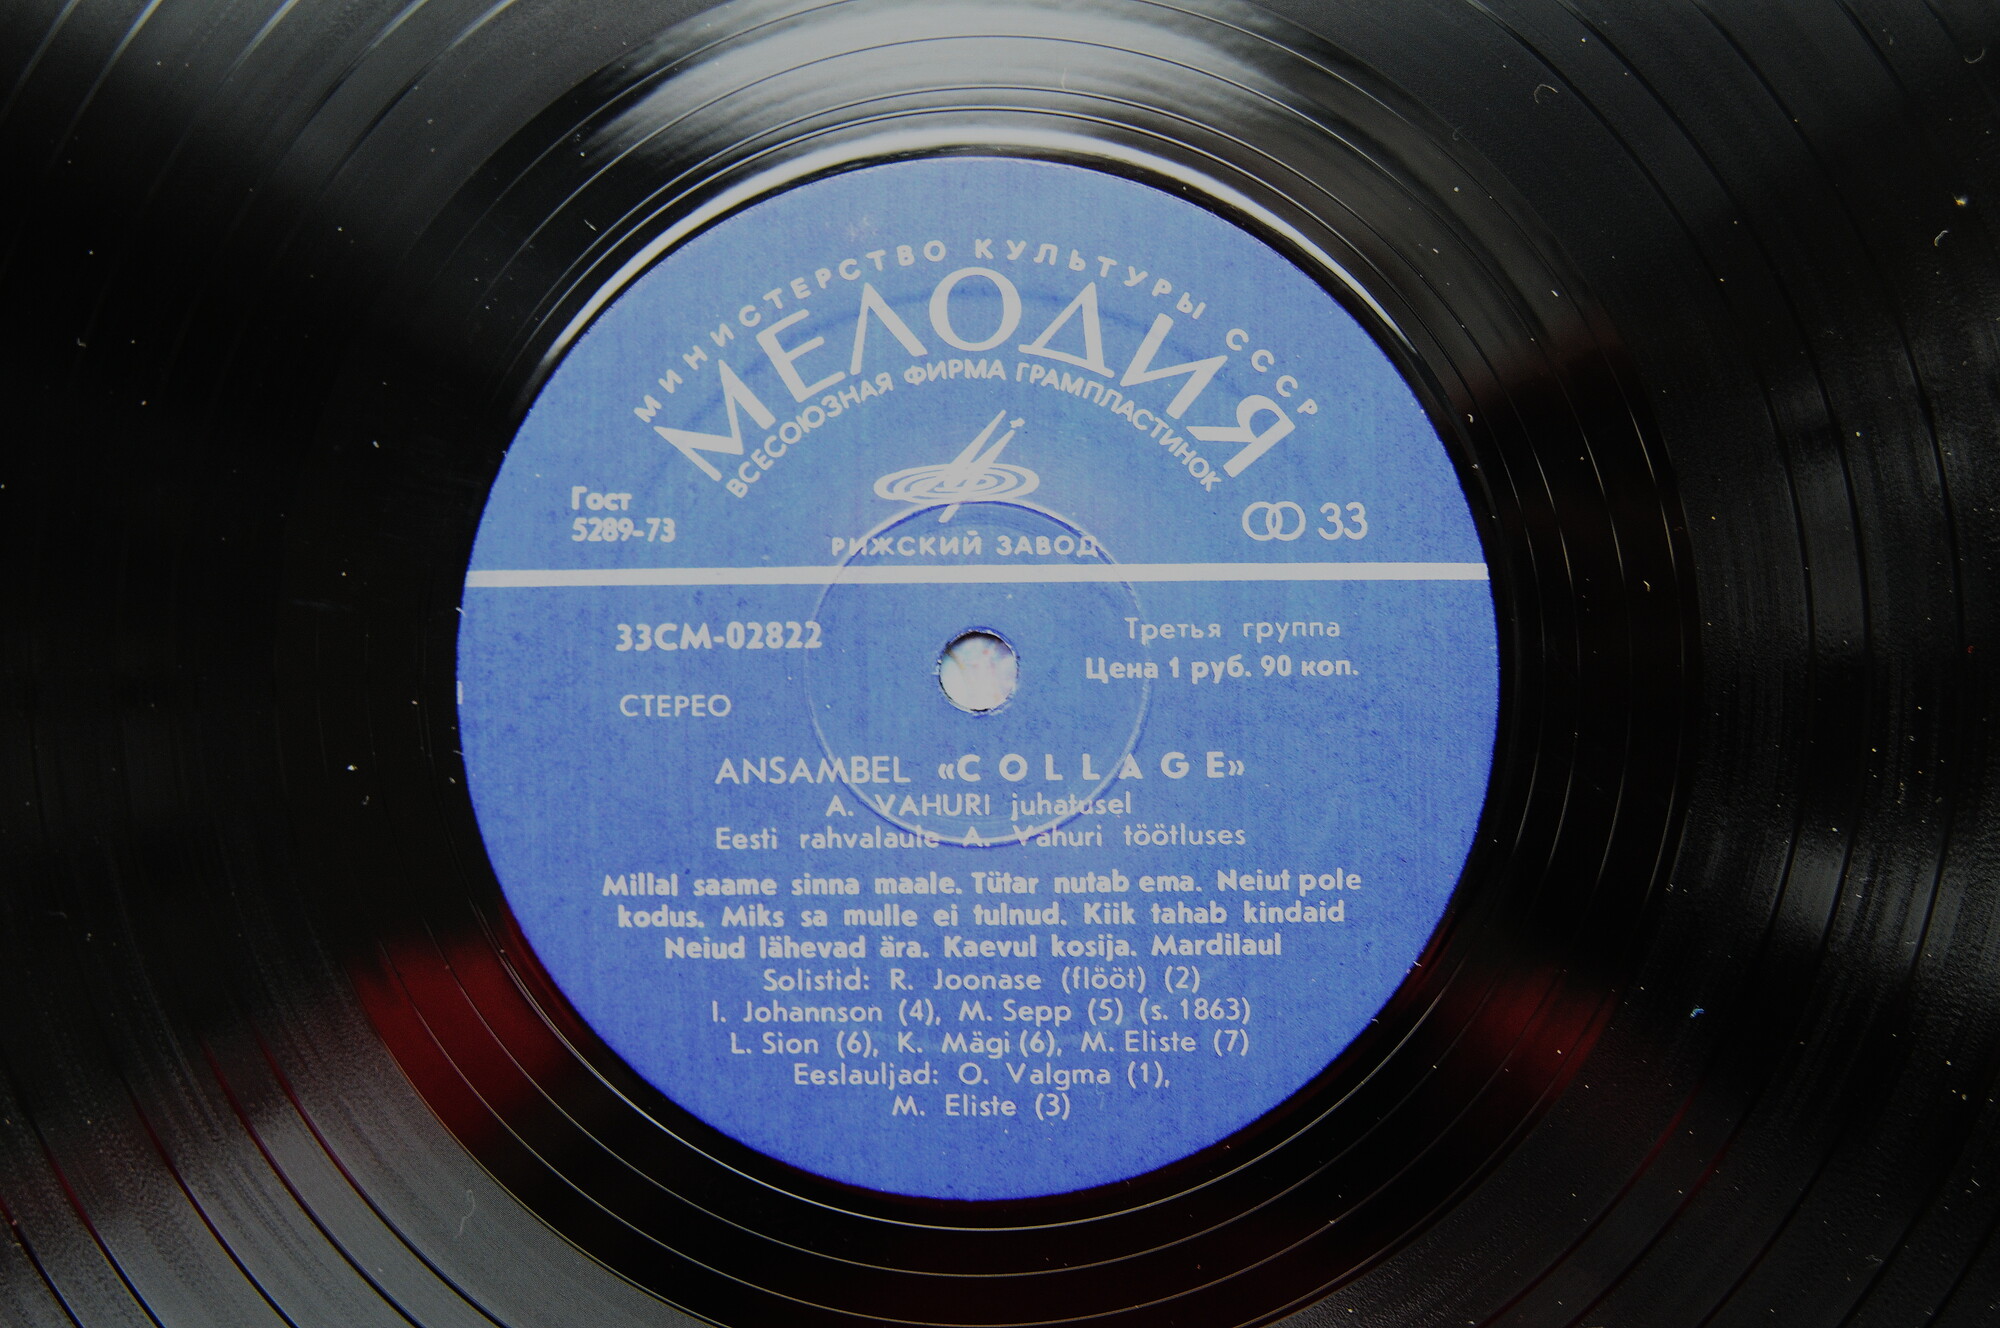 МИНИСТЕРСТВО КУЛЬТУРЫ СССР
МЕЛОДИЯ
ВСЕСОЮЗНАЯ ФИРМА ГРАМПЛАСТИНОК
Гост
5289-73
33
РИЖСКИЙ ЗАВОД
33СМ-02822
Третья группа
Цена 1 руб. 90 коп.
СТЕРЕО
ANSAMBEL «COLLAGE»
A. VAHURI juhatusel
Eesti rahvalaule A. Vahuri töötluses
Millal saame sinna maale. Tütar nutab ema. Neiut pole
kodus. Miks sa mulle ei tulnud. Kiik tahab kindaid
Neiud lähevad ära. Kaevul kosija. Mardilaul
Solistid: R. Joonase (flööt) (2)
I. Johannson (4), M. Sepp (5) (s. 1863)
L. Sion (6), K. Mägi (6), M. Eliste (7)
Eeslauljad: O. Valgma (1),
M. Eliste (3)